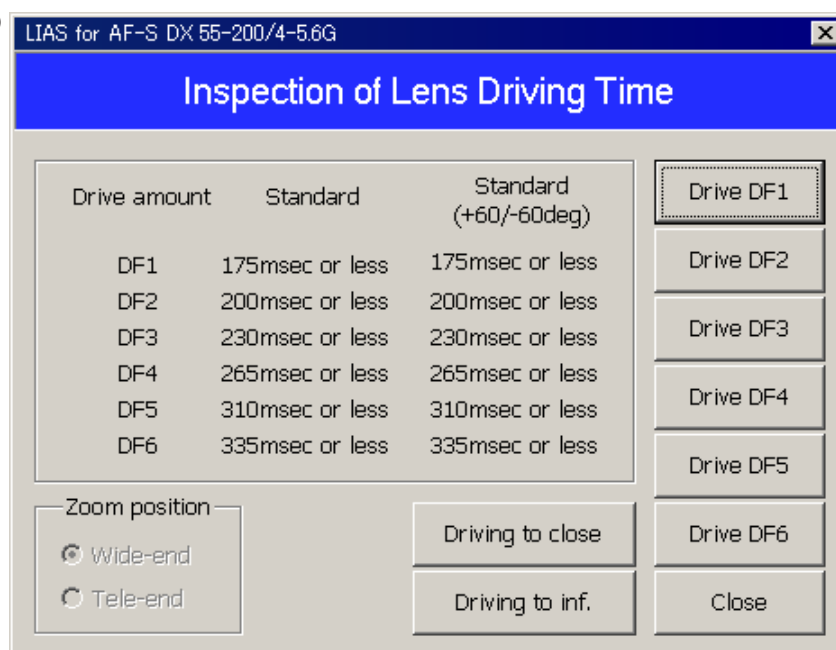 LIAS for AF-S DX 55-200/4-5.6G
Inspection of Lens Driving Time
Drive amount Standard Standard
(+60/-60deg)
DF1 175msec or less 175msec or less
DF2 200msec or less 200msec or less
DF3 230msec or less 230msec or less
DF4 265msec or less 265msec or less
DF5 310msec or less 310msec or less
DF6 335msec or less 335msec or less
Drive DF1
Drive DF2
Drive DF3
Drive DF4
Drive DF5
Drive DF6
Close
Zoom position
Wide-end
Tele-end
Driving to close
Driving to inf.